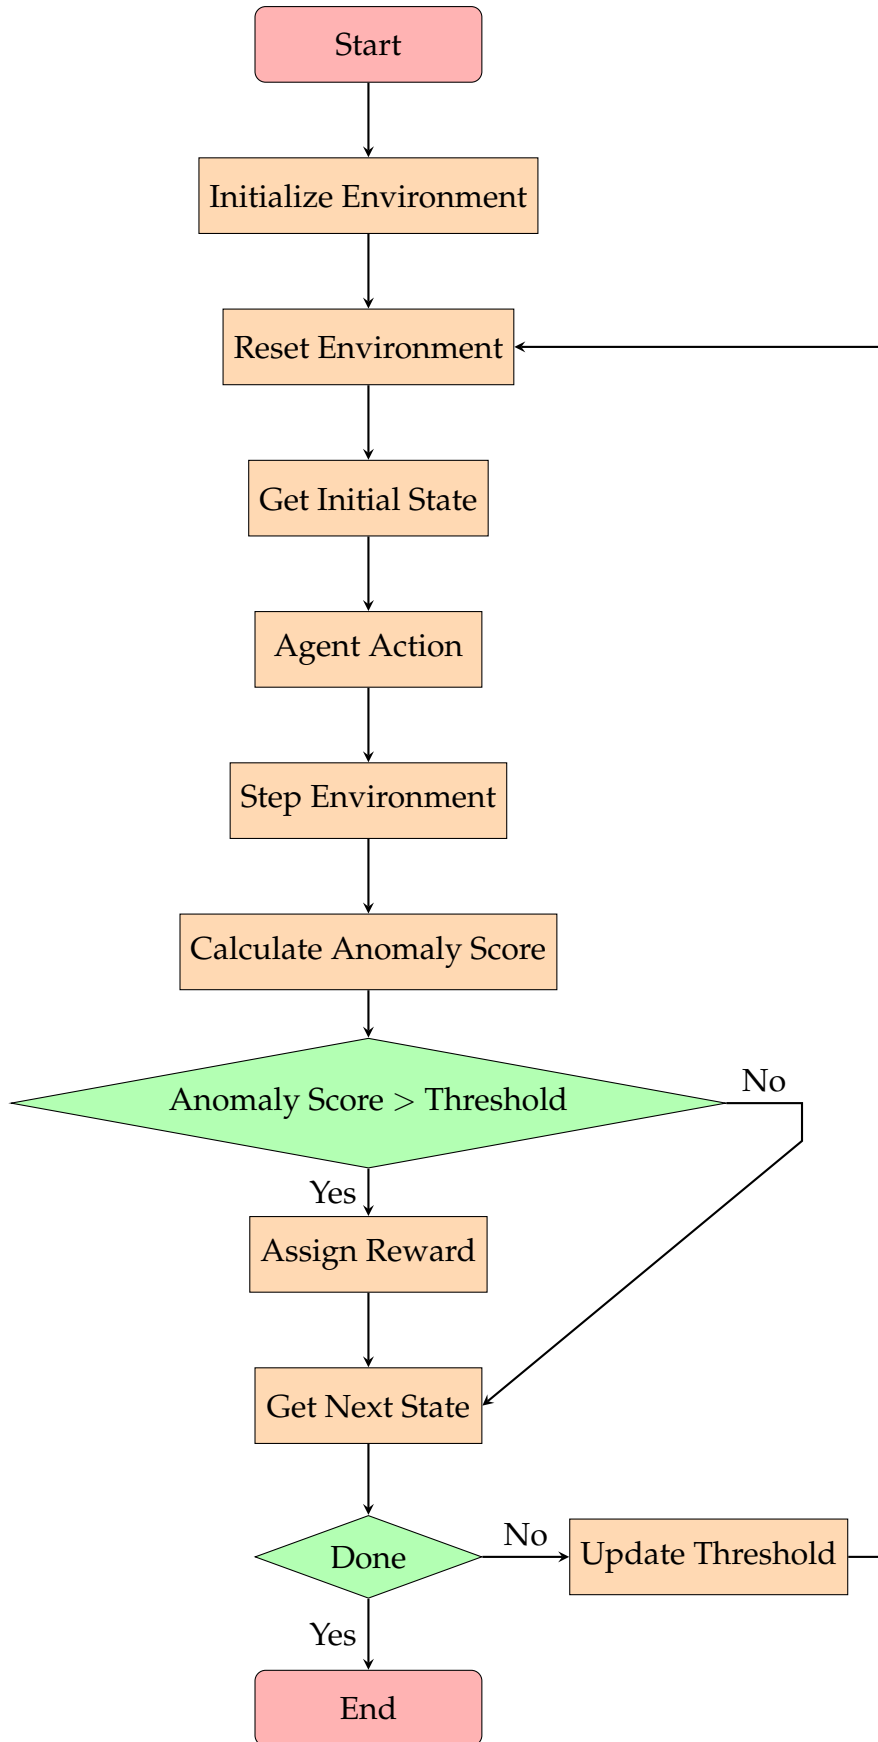 Start
Initialize Environment
Reset Environment
Get Initial State
Agent Action
Step Environment
Calculate Anomaly Score
Anomaly Score > Threshold
No
Yes
Assign Reward
Get Next State
Done
No
Update Threshold
Yes
End